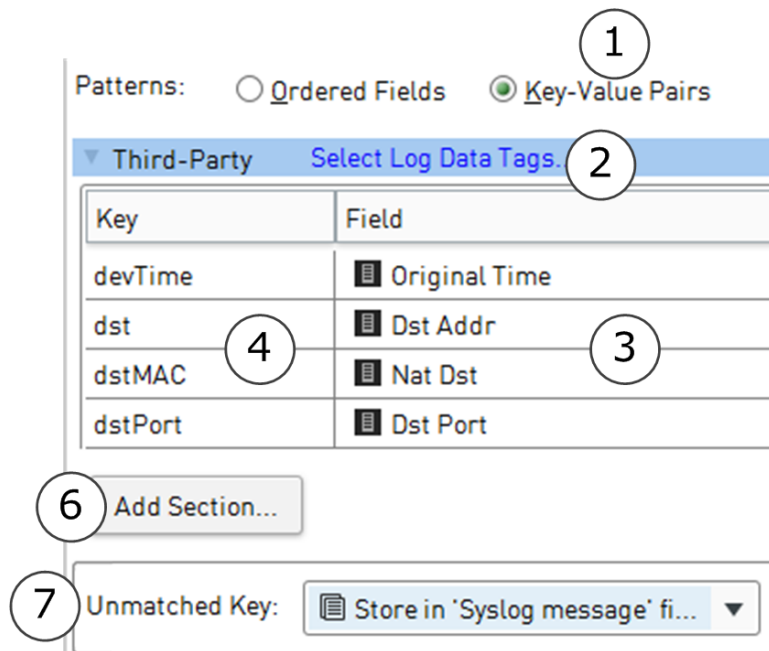 1
Patterns: Ordered Fields Key-Value Pairs
Third-Party Select Log Data Tags.. 2
Key Field
devTime Original Time
dst Dst Addr
4 3
dstMAC Nat Dst
dstPort Dst Port
6 Add Section...
7 Unmatched Key: Store in 'Syslog message' fi...